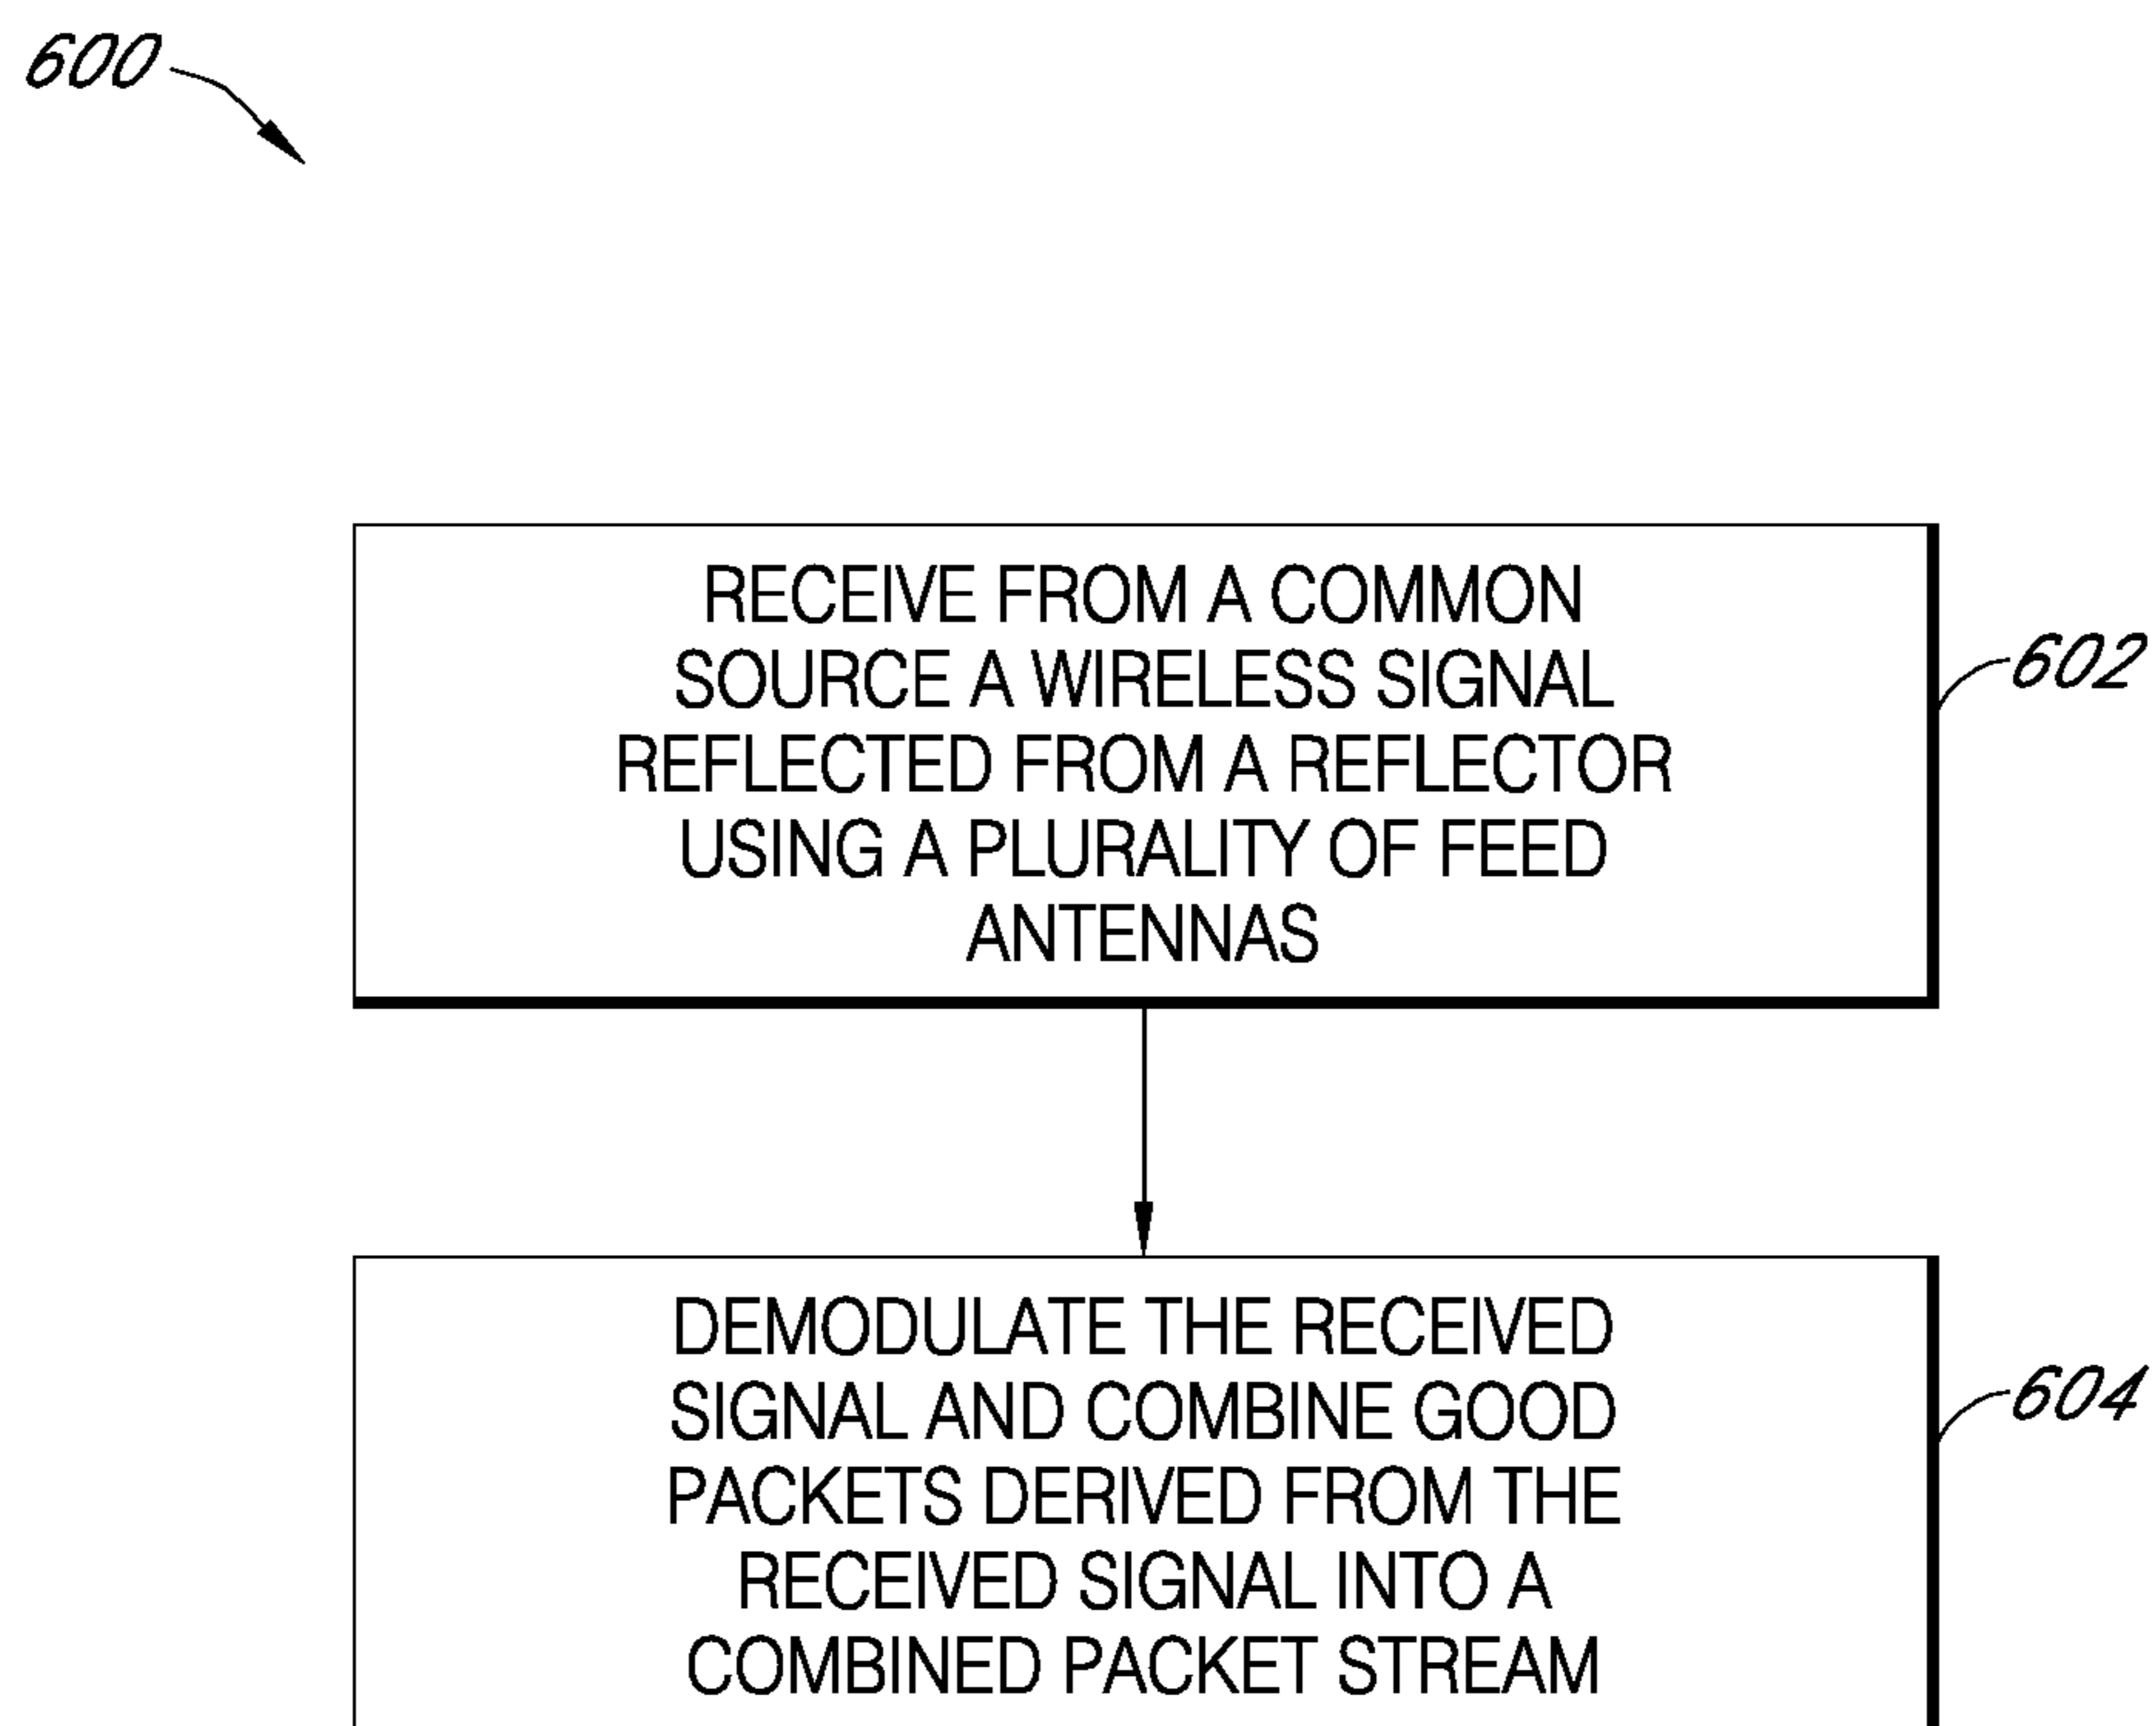 600
RECEIVE FROM A COMMON
SOURCE A WIRELESS SIGNAL
REFLECTED FROM A REFLECTOR
USING A PLURALITY OF FEED
ANTENNAS
602
DEMODULATE THE RECEIVED
SIGNAL AND COMBINE GOOD
PACKETS DERIVED FROM THE
RECEIVED SIGNAL INTO A
COMBINED PACKET STREAM
604